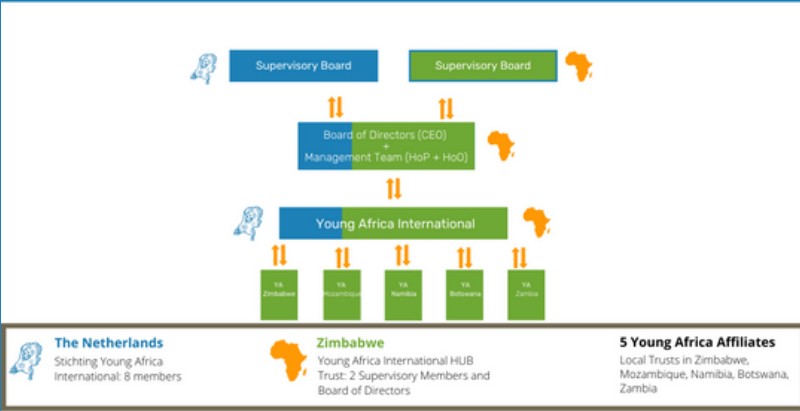 Supervisory Board
Supervisory Board
Board of Directors (CEO)
+
Management Team (HoP + HoO)
Young Africa International
YA
Zimbabwe
YA
Mozambique
YA
Namibia
YA
Botswana
YA
Zambia
The Netherlands
Stichting Young Africa
International: 8 members
Zimbabwe
Young Africa International HUB
Trust: 2 Supervisory Members and
Board of Directors
5 Young Africa Affiliates
Local Trusts in Zimbabwe,
Mozambique, Namibia, Botswana,
Zambia